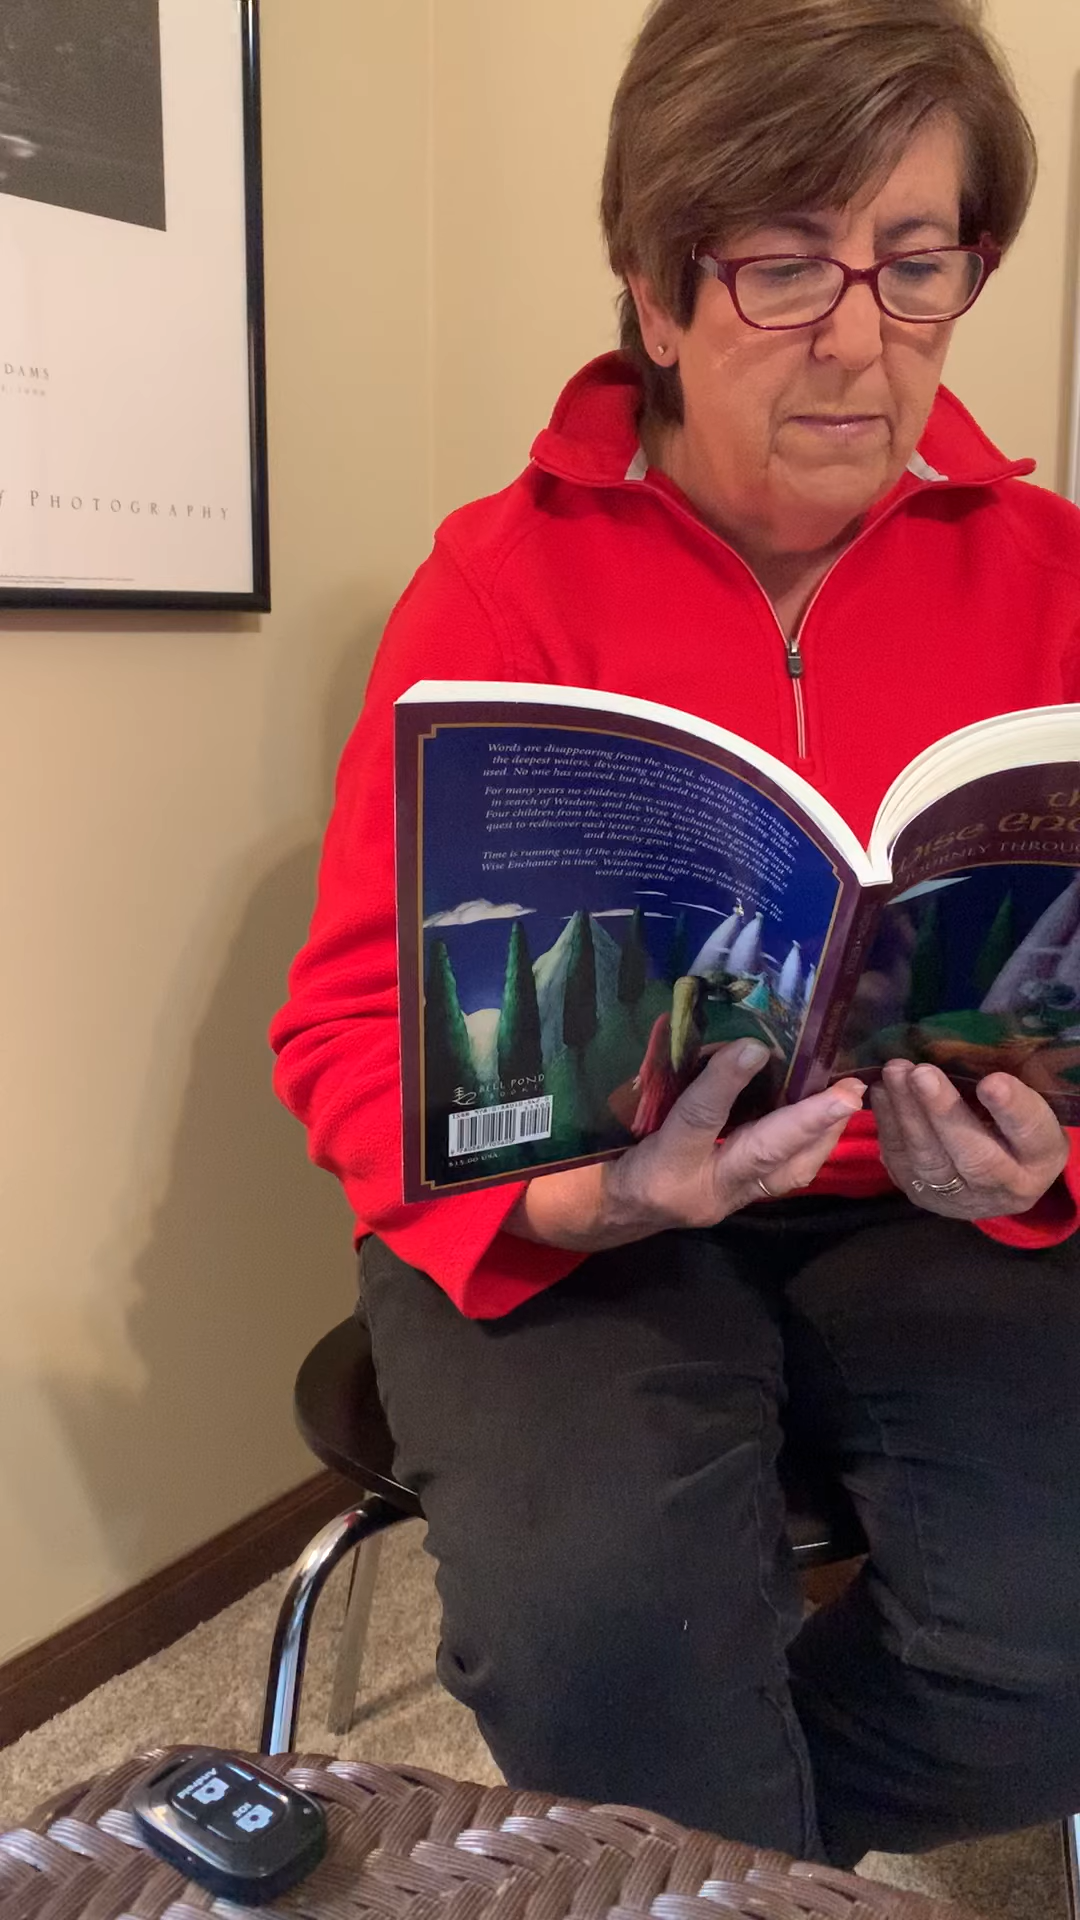 DAMS
Y PHOTOGRAPHY
Words are disappearing from the world. Something is lurking in
the deepest waters, devouring all the words that are not
used. No one has noticed, but the world is slowly growing darker.
For many years no children have come to the Enchanted Islands
in search of Wisdom, and the Wise Enchanter is growing old.
Four children from the corners of the earth have been sent on a
quest to rediscover each letter, unlock the treasure of language,
and thereby grow wise.
Time is running out; if the children do not reach the castle of the
Wise Enchanter in time, Wisdom and light may vanish from the
world altogether.
BELL POND
BOOKS
$15.00 USA
th
wise enc
JOURNEY THROUG
Android
iOS